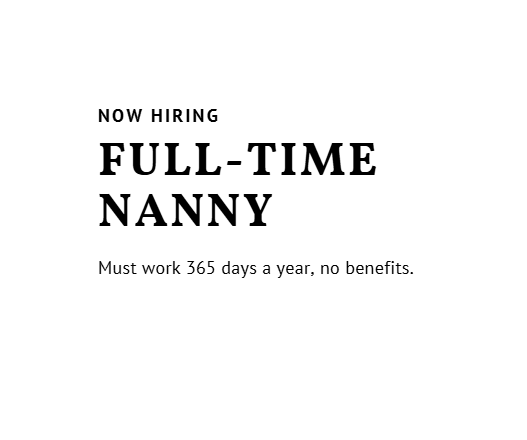 NOW HIRING
FULL-TIME
NANNY
Must work 365 days a year, no benefits.